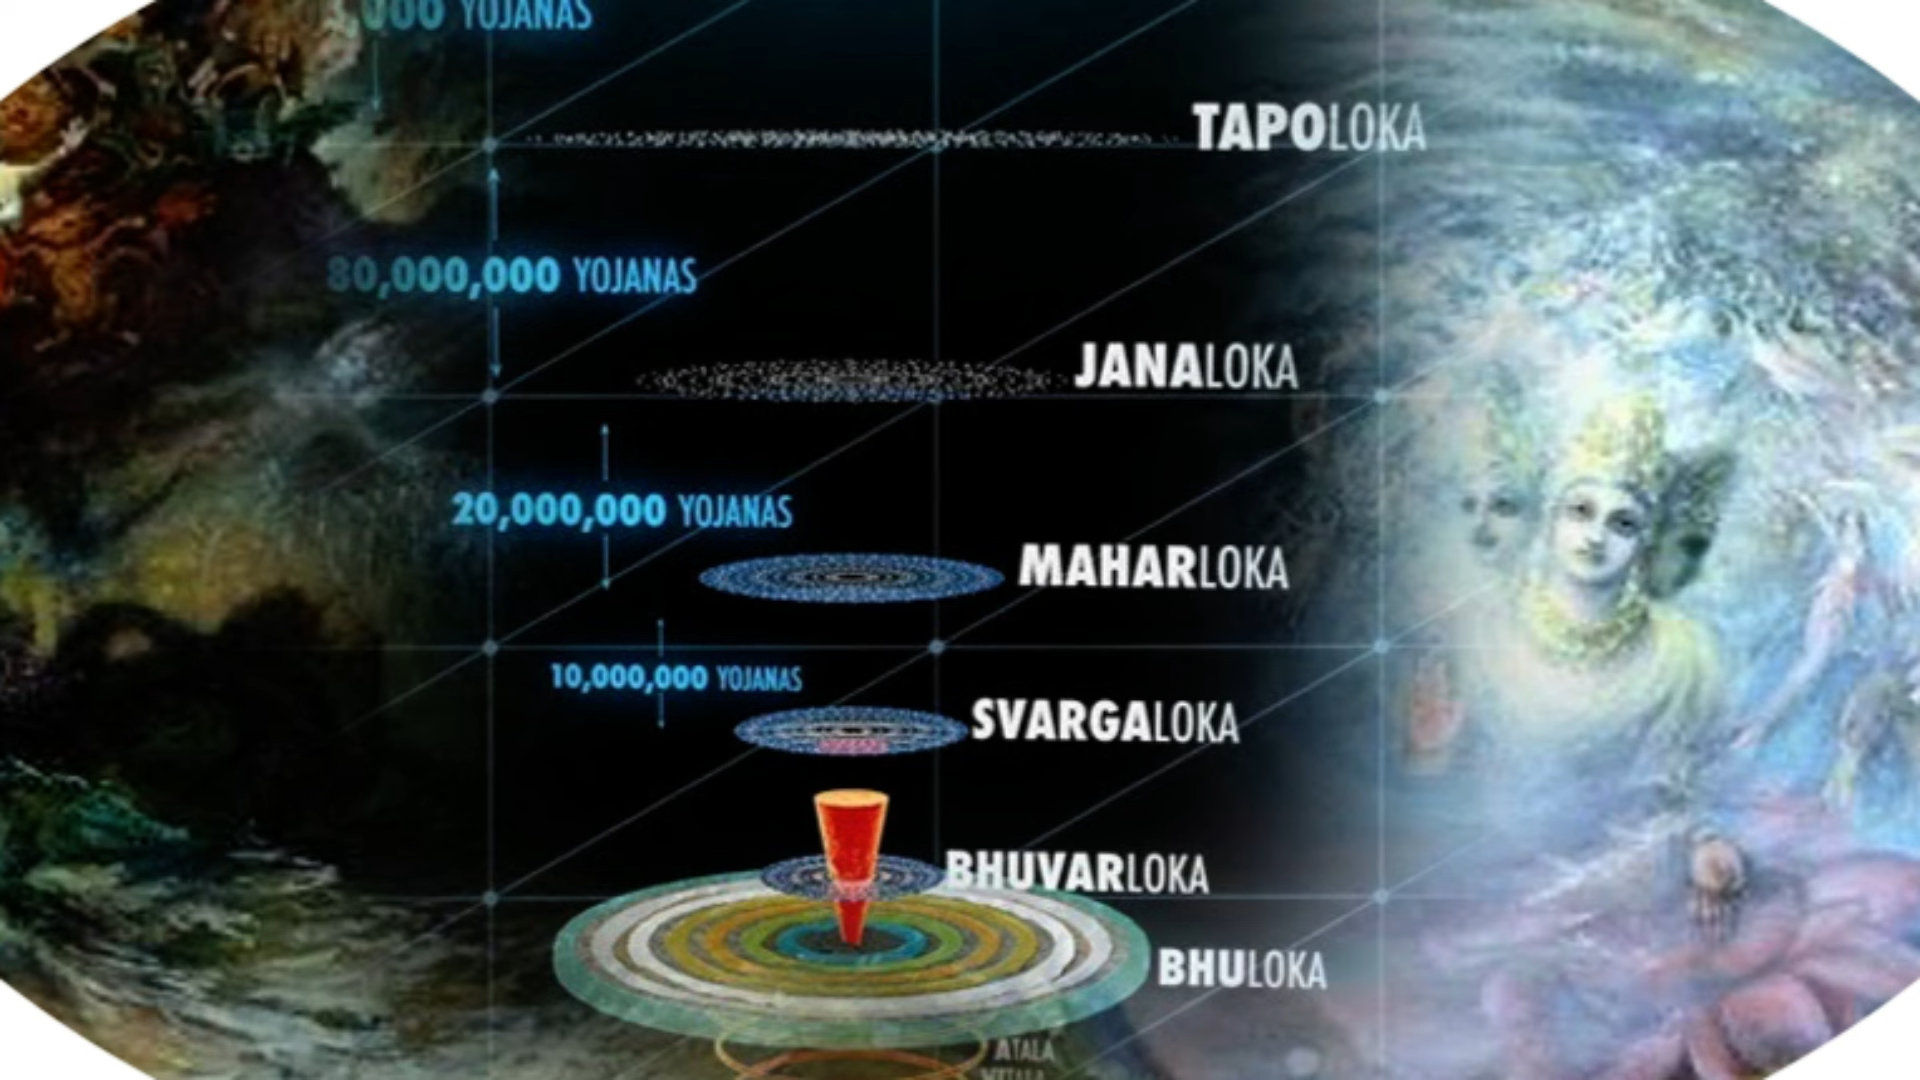 YOJANAS
TAPOLOKA
80,000,000 YOJANAS
JANALOKA
20,000,000 YOJANAS
MAHARLOKA
10,000,000 YOJANAS
SVARGALOKA
BHUVARLOKA
BHULOKA
ATALA